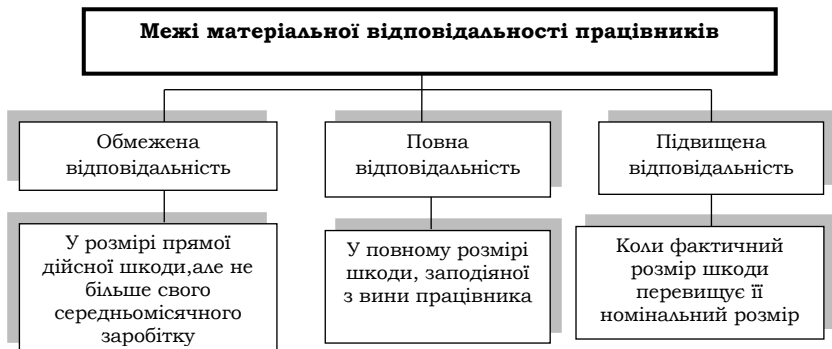 Межі матеріальної відповідальності працівників
Обмежена
відповідальність
Повна
відповідальність
Підвищена
відповідальність
У розмірі прямої
дійсної шкоди,але не
більше свого
середньомісячного
заробітку
У повному розмірі
шкоди, заподіяної
з вини працівника
Коли фактичний
розмір шкоди
перевищує її
номінальний розмір